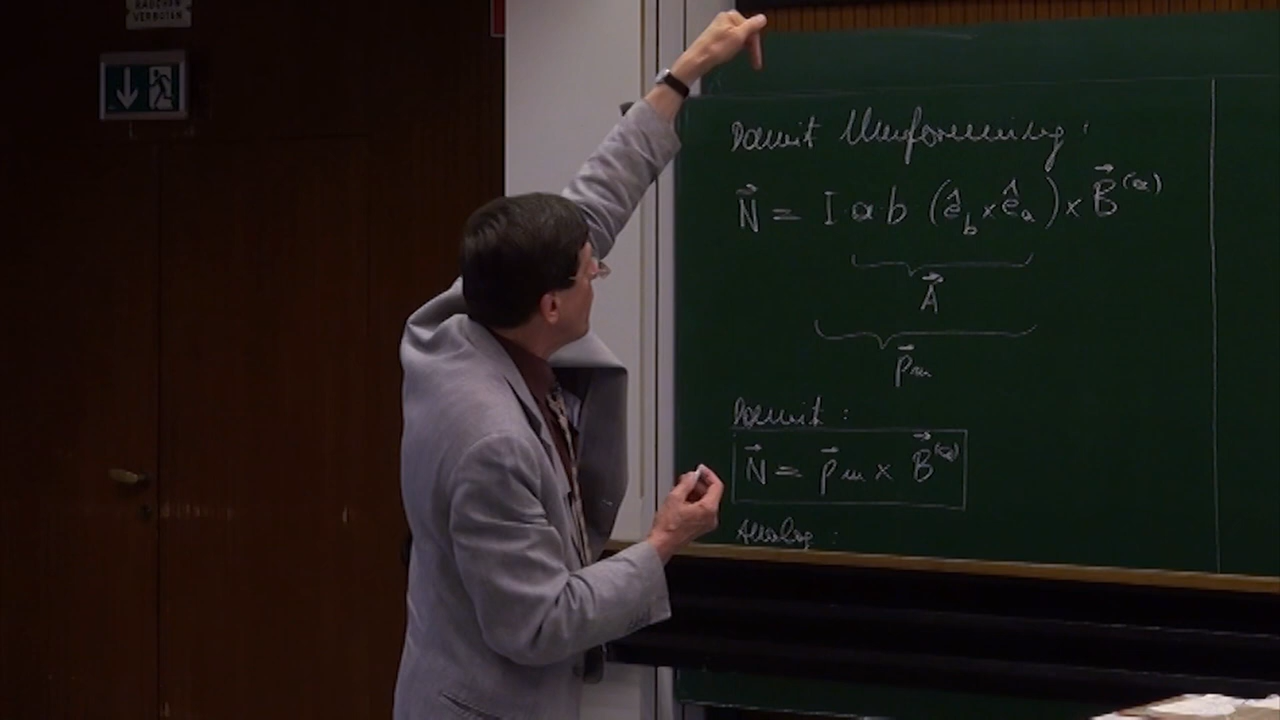 RAUCHEN
VERBOTEN
Damit Umformung:
N⃗ = I a b (ê_b × ê_a) × B⃗^(a)
A⃗
p⃗_m
Damit:
N⃗ = p⃗_m × B⃗^(a)
Analog: